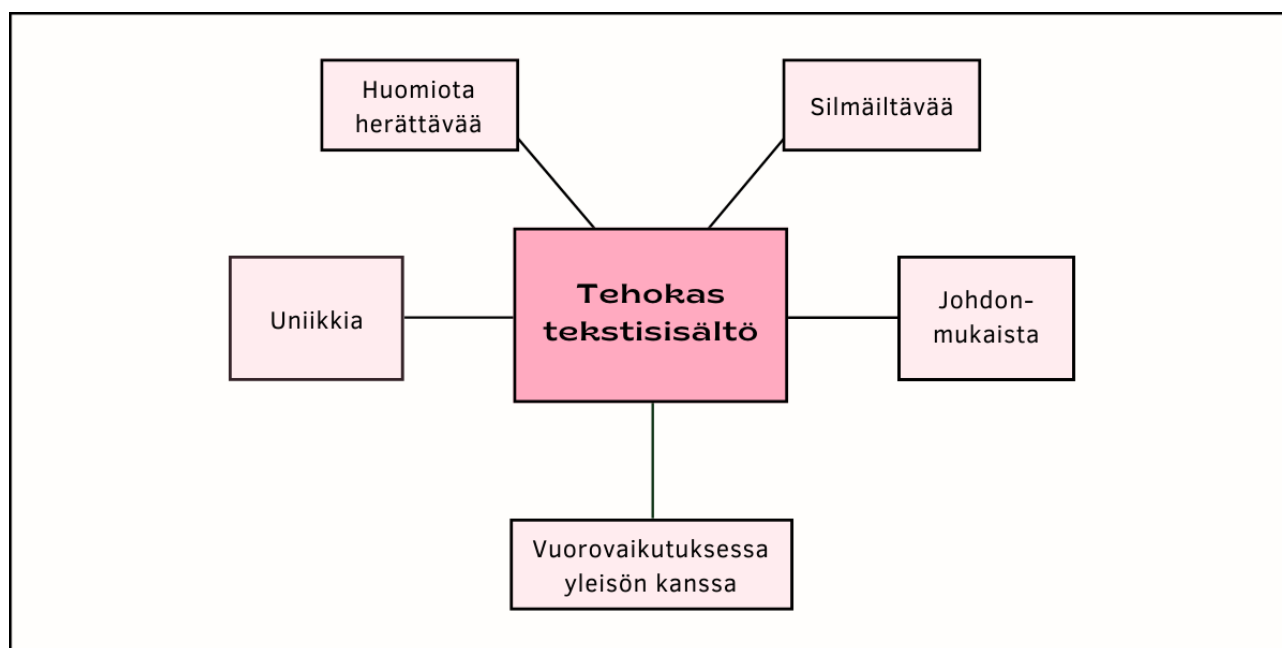 Huomiota
herättävää
Silmäiltävää
Uniikkia
Tehokas
tekstisisältö
Johdon-
mukaista
Vuorovaikutuksessa
yleisön kanssa